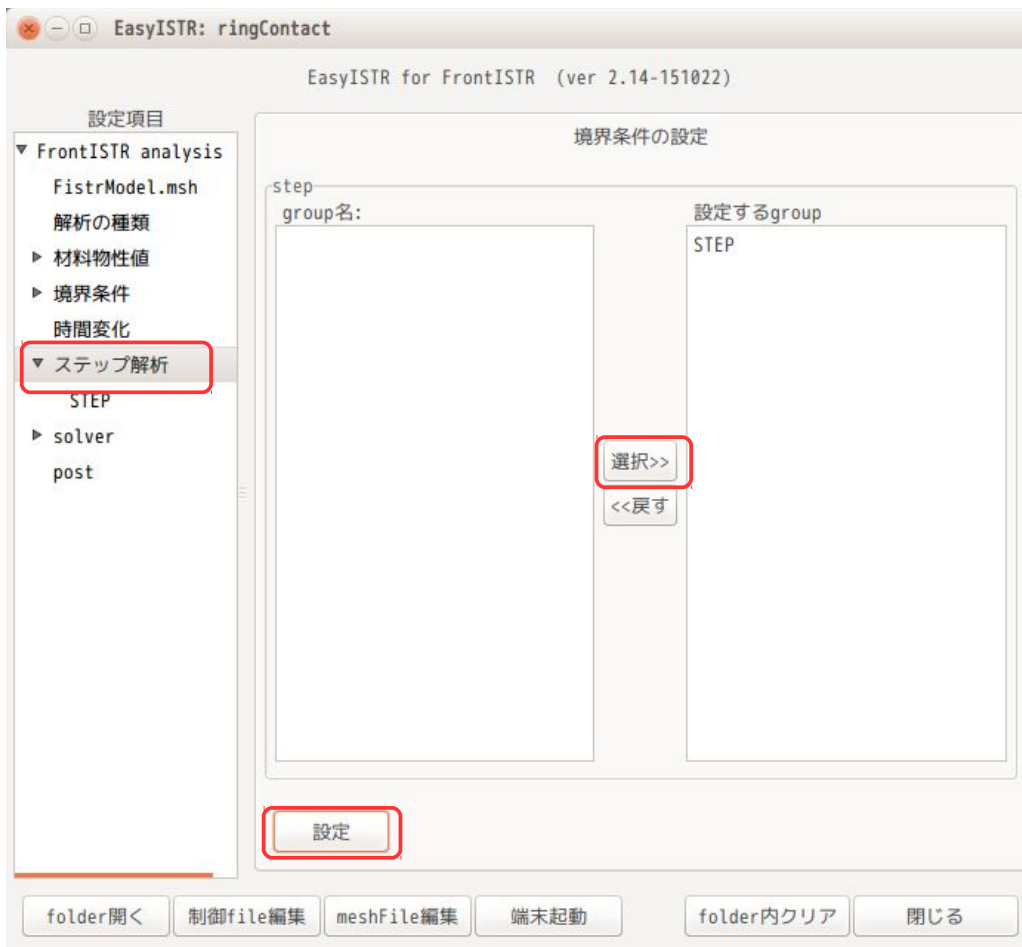 EasyISTR: ringContact
EasyISTR for FrontISTR (ver 2.14-151022)
設定項目
FrontISTR analysis
FistrModel.msh
解析の種類
材料物性値
境界条件
時間変化
ステップ解析
STEP
solver
post
境界条件の設定
step
group名:
設定するgroup
STEP
選択>>
<<戻す
設定
folder開く
制御file編集
meshFile編集
端末起動
folder内クリア
閉じる